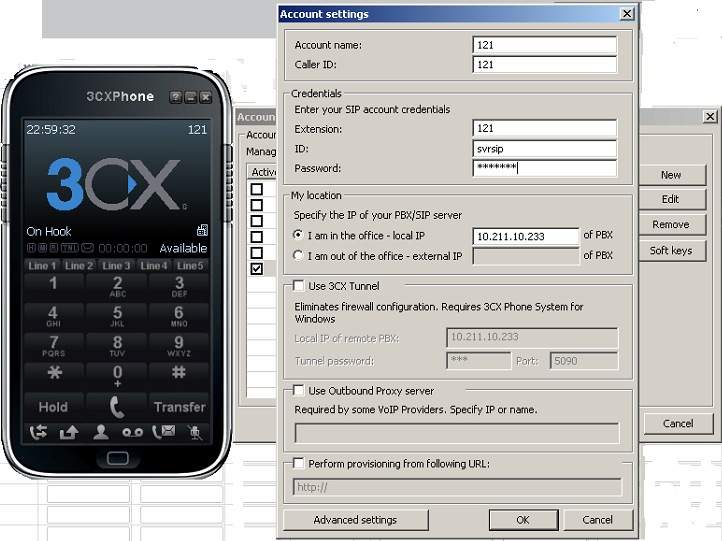 3CXPhone
22:59:32 121
3CX
On Hook
H M R TNL 00:00:00 Available
Line 1 Line 2 Line 3 Line 4 Line5
1 2 3
ABC DEF
4 5 6
GHI JKL MNO
7 8 9
PQRS TUV WXYZ
* 0 #
+
Hold Transfer
Account settings
Account name: 121
Caller ID: 121
Credentials
Enter your SIP account credentials
Extension: 121
ID: svrsip
Password: *******
My location
Specify the IP of your PBX/SIP server
I am in the office - local IP 10.211.10.233 of PBX
I am out of the office - external IP of PBX
Use 3CX Tunnel
Eliminates firewall configuration. Requires 3CX Phone System for
Windows
Local IP of remote PBX: 10.211.10.233
Tunnel password: *** Port: 5090
Use Outbound Proxy server
Required by some VoIP Providers. Specify IP or name.
Perform provisioning from following URL:
http://
Advanced settings OK Cancel
Accou
Accou
Manag
Active
New
Edit
Remove
Soft keys
Cancel